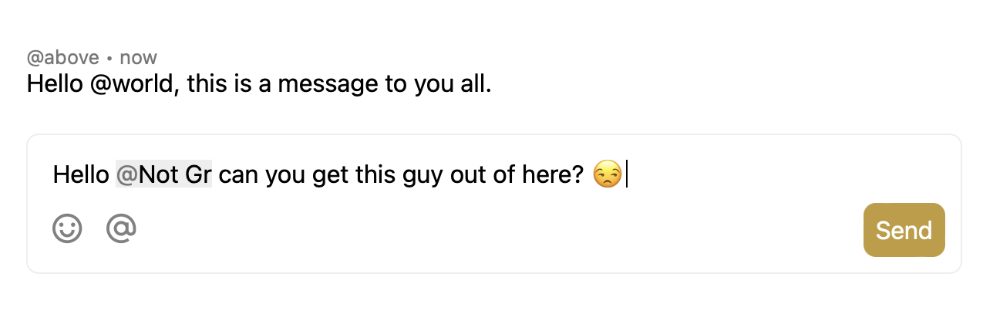 @above • now
Hello @world, this is a message to you all.
Hello @Not Gr can you get this guy out of here? 😒
@
Send